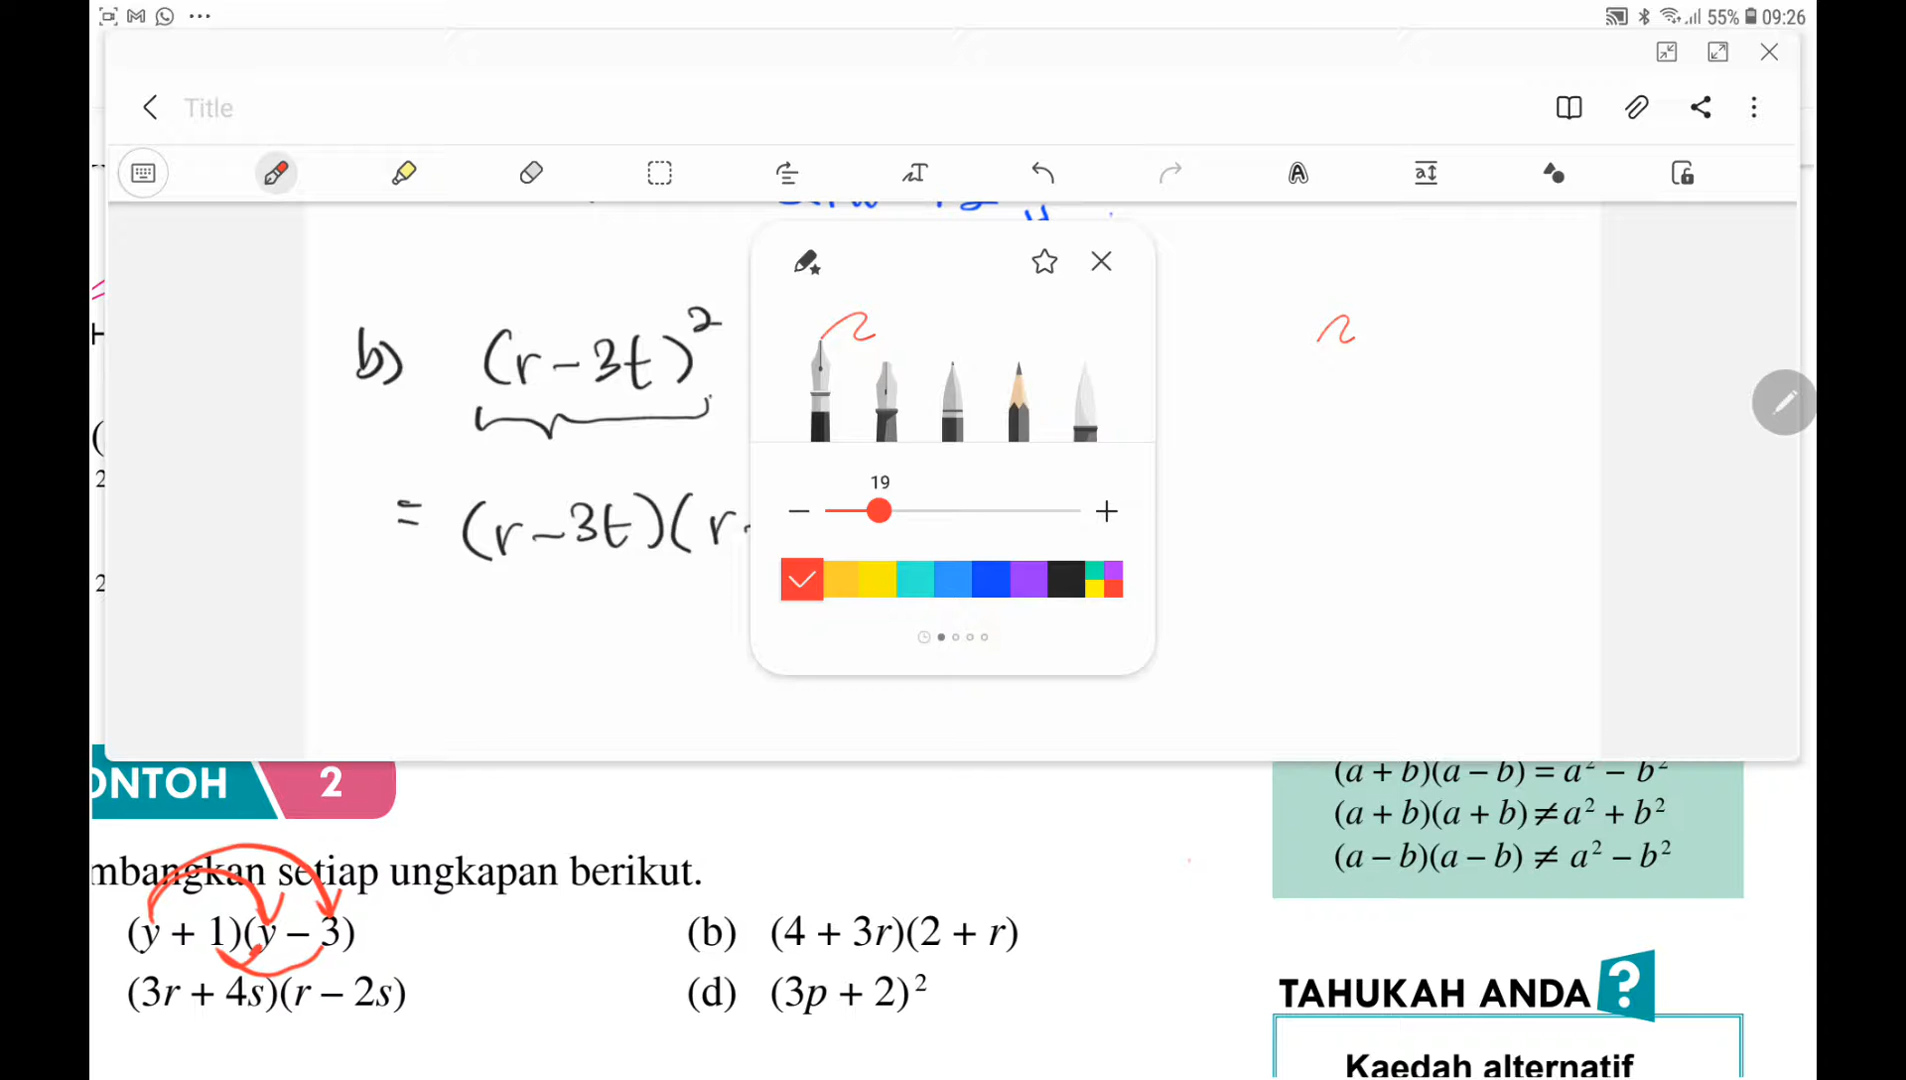 55% 09:26
Title
b) (r-3t)²
= (r-3t)(r-
19
ONTOH 2
(a + b)(a − b) = a² − b²
(a + b)(a + b) ≠ a² + b²
(a − b)(a − b) ≠ a² − b²
mbangkan setiap ungkapan berikut.
(y + 1)(y − 3) (b) (4 + 3r)(2 + r)
(3r + 4s)(r − 2s) (d) (3p + 2)²
TAHUKAH ANDA ?
Kaedah alternatif